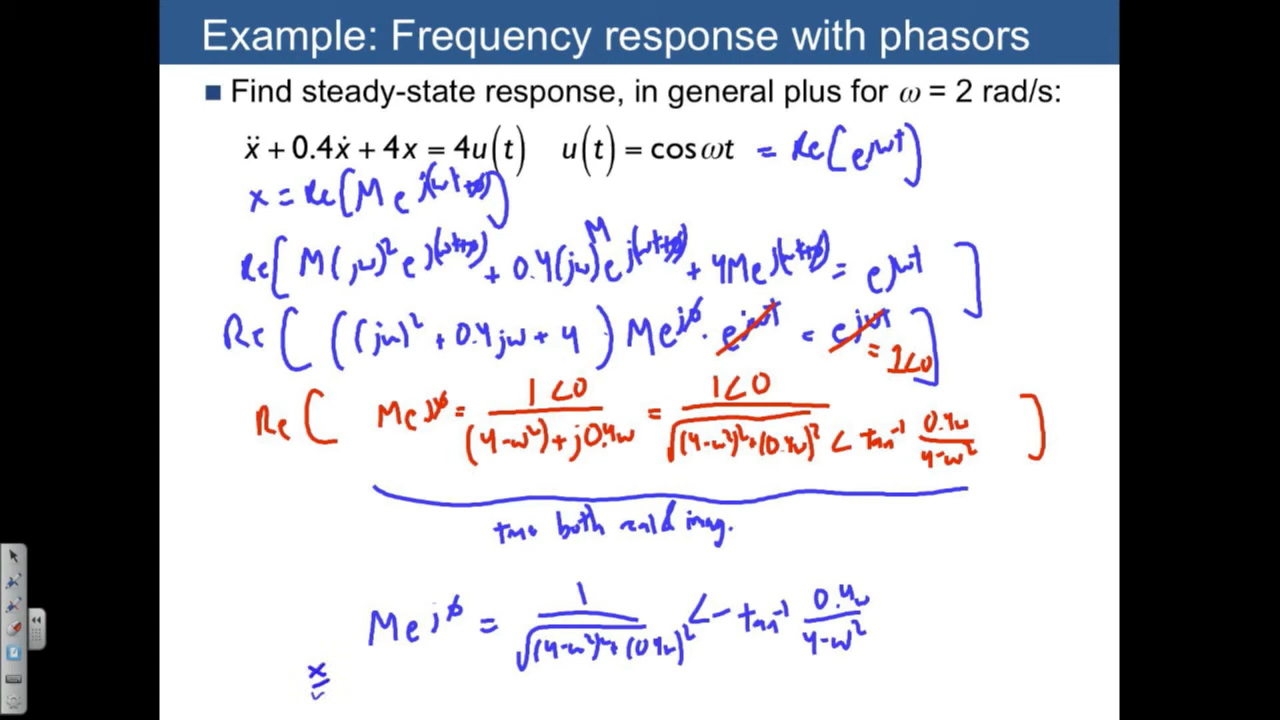 Example: Frequency response with phasors
■ Find steady-state response, in general plus for ω = 2 rad/s:
ẍ + 0.4ẋ + 4x = 4u(t) u(t) = cos ωt = Re[e^{jωt}]
x = Re[M e^{j(ωt+φ)}]
Re[M(jω)² e^{j(ωt+φ)} + 0.4(jω) M e^{j(ωt+φ)} + 4M e^{j(ωt+φ)} = e^{jωt}]
Re[((jω)² + 0.4jω + 4) M e^{jφ} · e^{jωt} = e^{jωt}] = 1∠0
Re[M e^{jφ} = 1∠0 / ((4-ω²) + j0.4ω) = 1∠0 / (√((4-ω²)² + (0.4ω)²) ∠ tan⁻¹ 0.4ω/(4-ω²))]
true both real & imag.
M e^{jφ} = 1 / √((4-ω²)² + (0.4ω)²) ∠ - tan⁻¹ 0.4ω/(4-ω²)
x